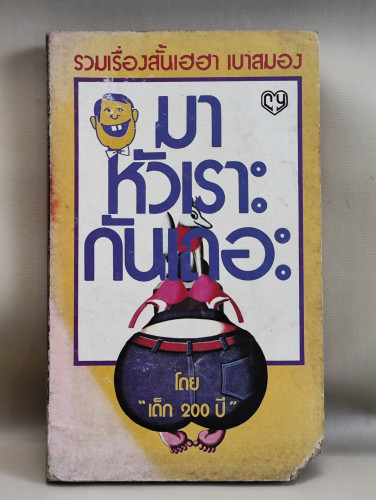 รวมเรื่องสั้นเฮฮา เบาสมอง
มา
หัวเราะ
กันเถอะ
โดย
"เด็ก 200 ปี"